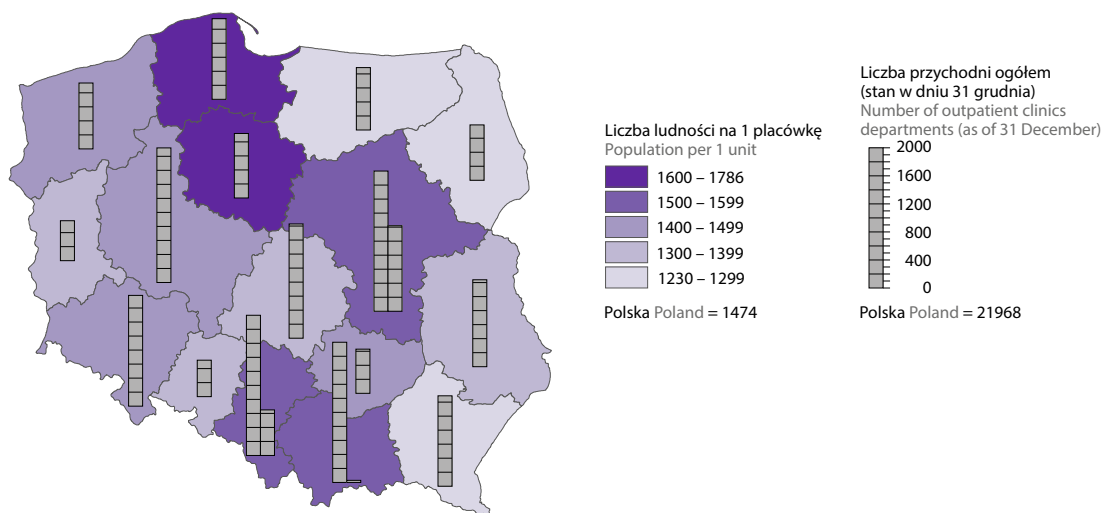 Liczba ludności na 1 placówkę
Population per 1 unit
1600 – 1786
1500 – 1599
1400 – 1499
1300 – 1399
1230 – 1299
Polska Poland = 1474
Liczba przychodni ogółem
(stan w dniu 31 grudnia)
Number of outpatient clinics
departments (as of 31 December)
2000
1600
1200
800
400
0
Polska Poland = 21968